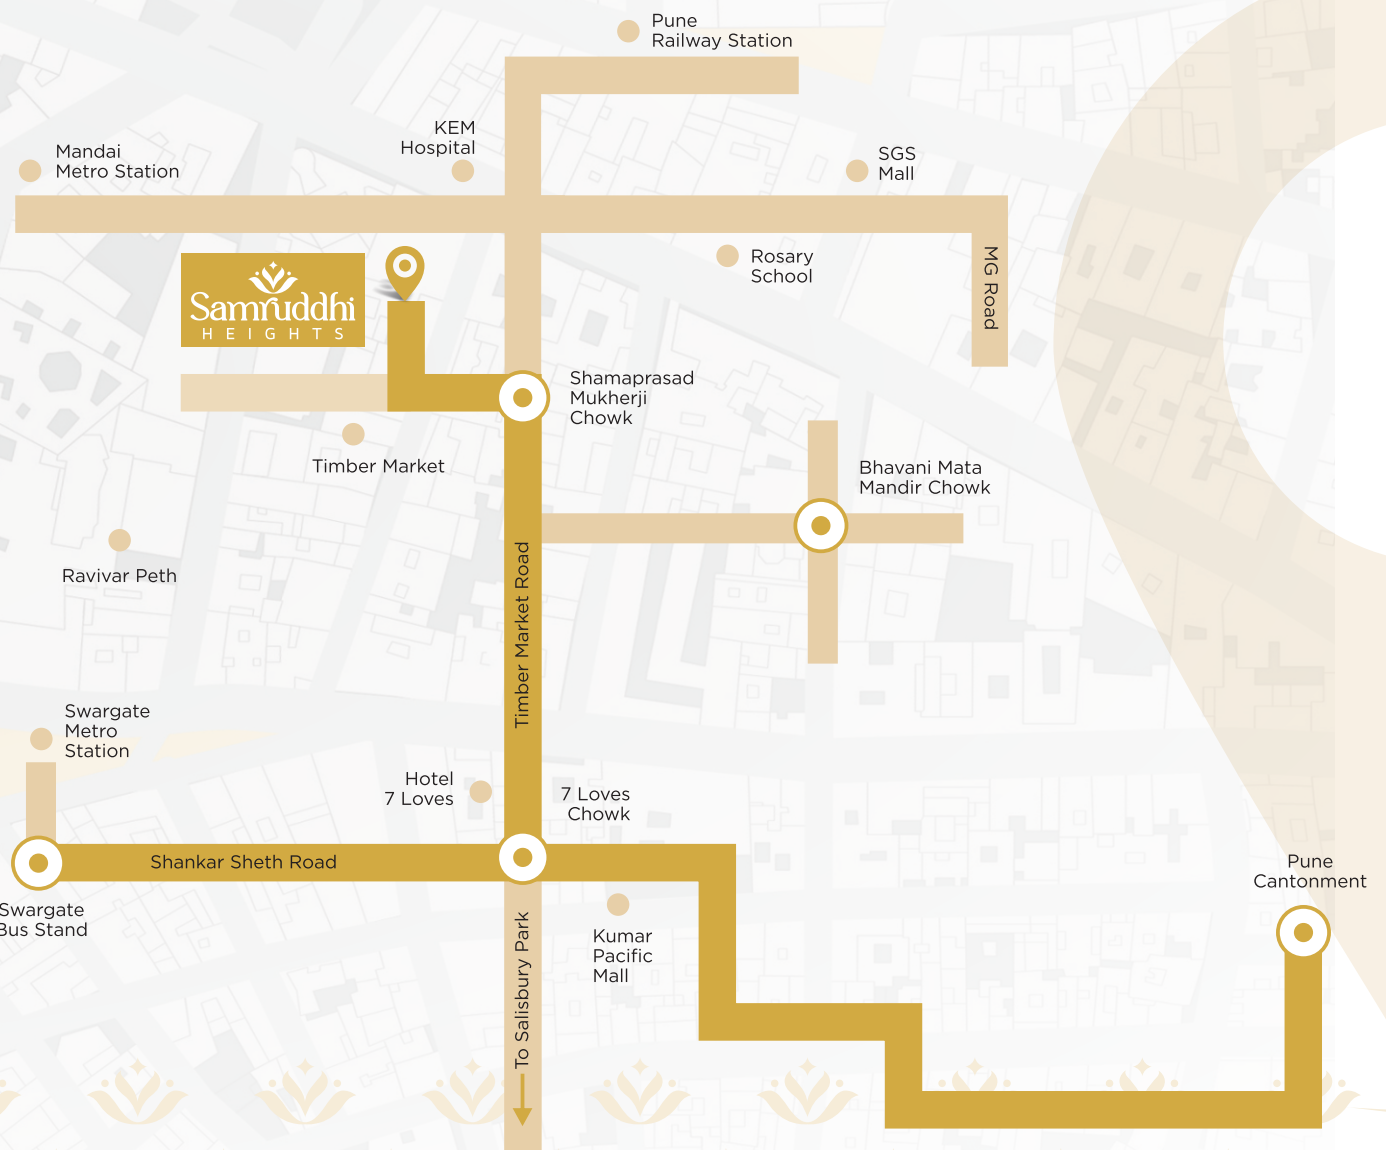 Pune
Railway Station
KEM
Hospital
Mandai
Metro Station
SGS
Mall
Rosary
School
MG Road
Samruddhi
HEIGHTS
Shamaprasad
Mukherji
Chowk
Timber Market
Bhavani Mata
Mandir Chowk
Ravivar Peth
Timber Market Road
Swargate
Metro
Station
Hotel
7 Loves
7 Loves
Chowk
Shankar Sheth Road
Pune
Cantonment
Swargate
Bus Stand
Kumar
Pacific
Mall
To Salisbury Park